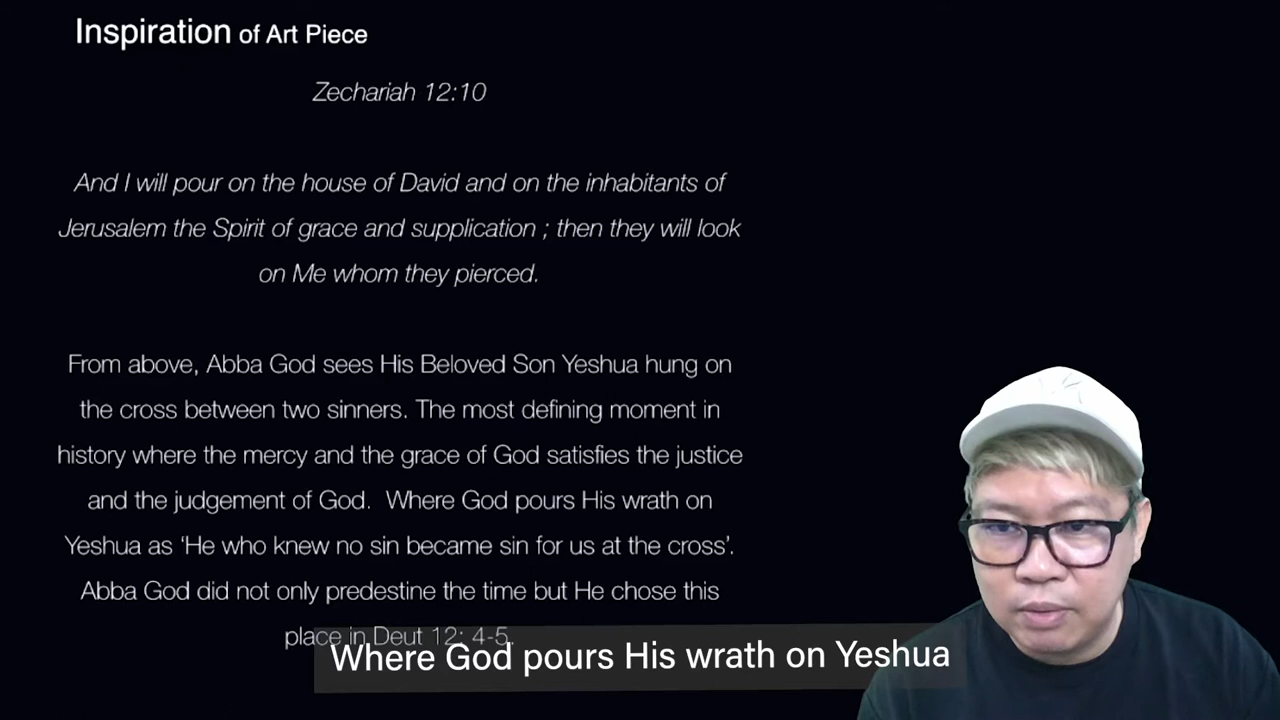 Inspiration of Art Piece
Zechariah 12:10
And I will pour on the house of David and on the inhabitants of
Jerusalem the Spirit of grace and supplication ; then they will look
on Me whom they pierced.
From above, Abba God sees His Beloved Son Yeshua hung on
the cross between two sinners. The most defining moment in
history where the mercy and the grace of God satisfies the justice
and the judgement of God.  Where God pours His wrath on
Yeshua as ‘He who knew no sin became sin for us at the cross’.
Abba God did not only predestine the time but He chose this
place in Deut 12: 4-5.
Where God pours His wrath on Yeshua